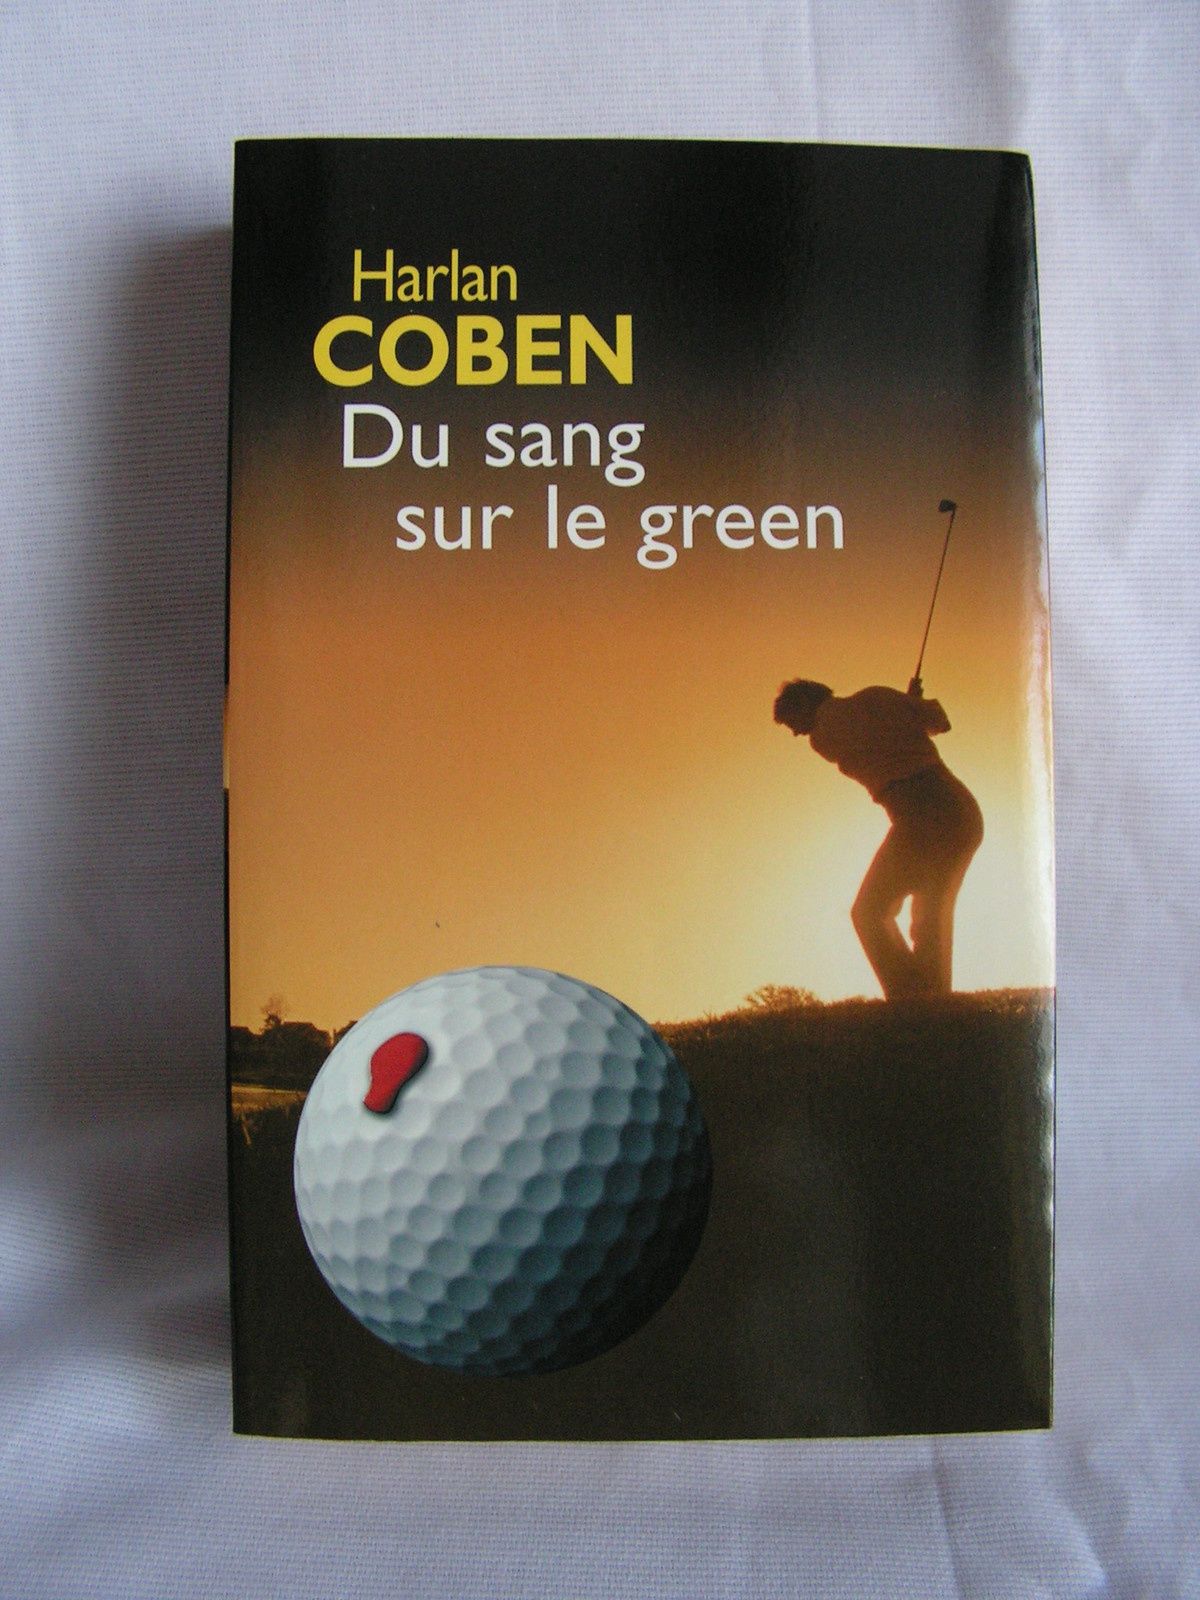 Harlan
COBEN
Du sang
sur le green